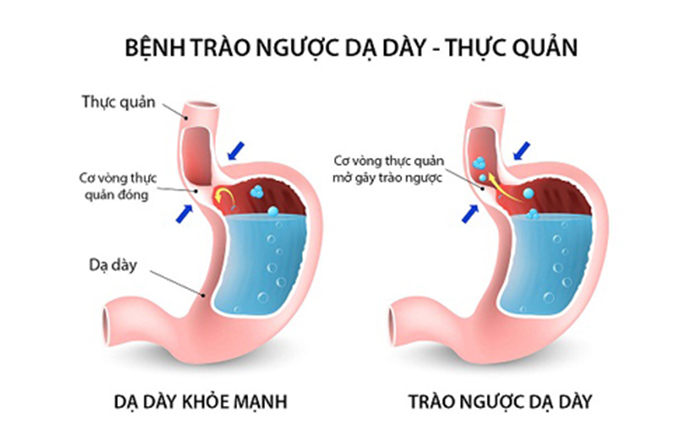 BỆNH TRÀO NGƯỢC DẠ DÀY - THỰC QUẢN
Thực quản
Cơ vòng thực
quản đóng
Dạ dày
Cơ vòng thực quản
mở gây trào ngược
DẠ DÀY KHỎE MẠNH
TRÀO NGƯỢC DẠ DÀY